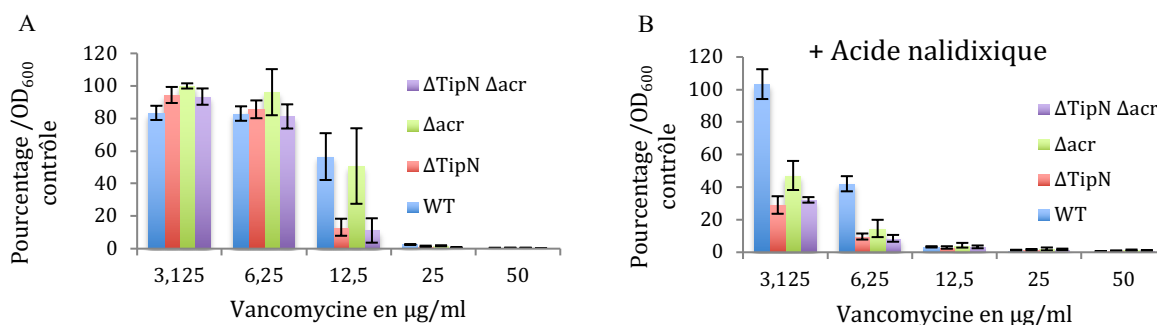 A
120
100
80
60
40
20
0
Pourcentage /OD600
contrôle
ΔTipN Δacr
Δacr
ΔTipN
WT
3,125 6,25 12,5 25 50
Vancomycine en µg/ml
B
+ Acide nalidixique
120
100
80
60
40
20
0
Pourcentage /OD600
contrôle
ΔTipN Δacr
Δacr
ΔTipN
WT
3,125 6,25 12,5 25 50
Vancomycine en µg/ml